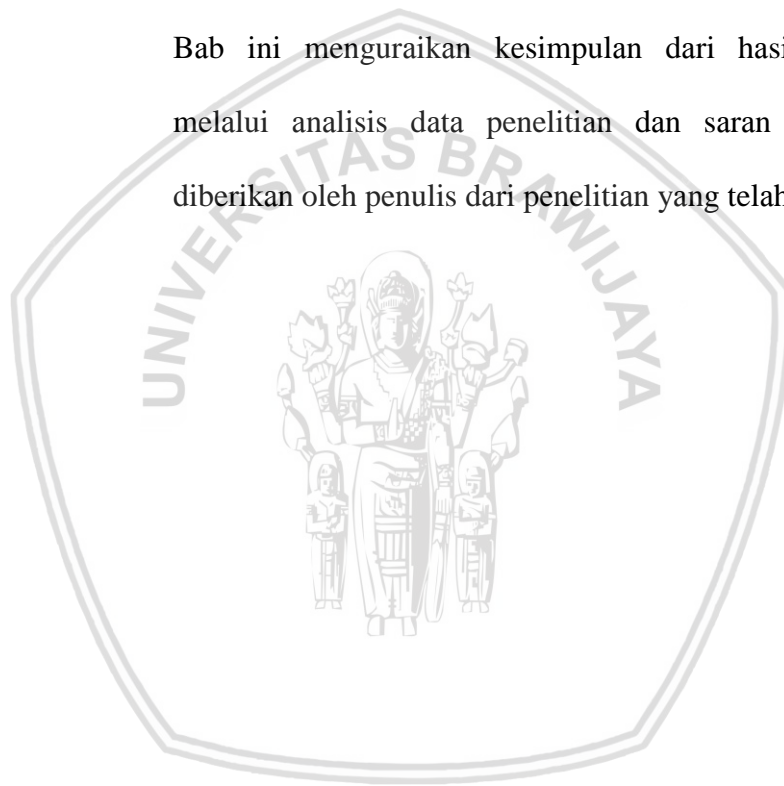 Bab ini menguraikan kesimpulan dari hasi
melalui analisis data penelitian dan saran
diberikan oleh penulis dari penelitian yang telah
UNIVERSITAS BRAWIJAYA